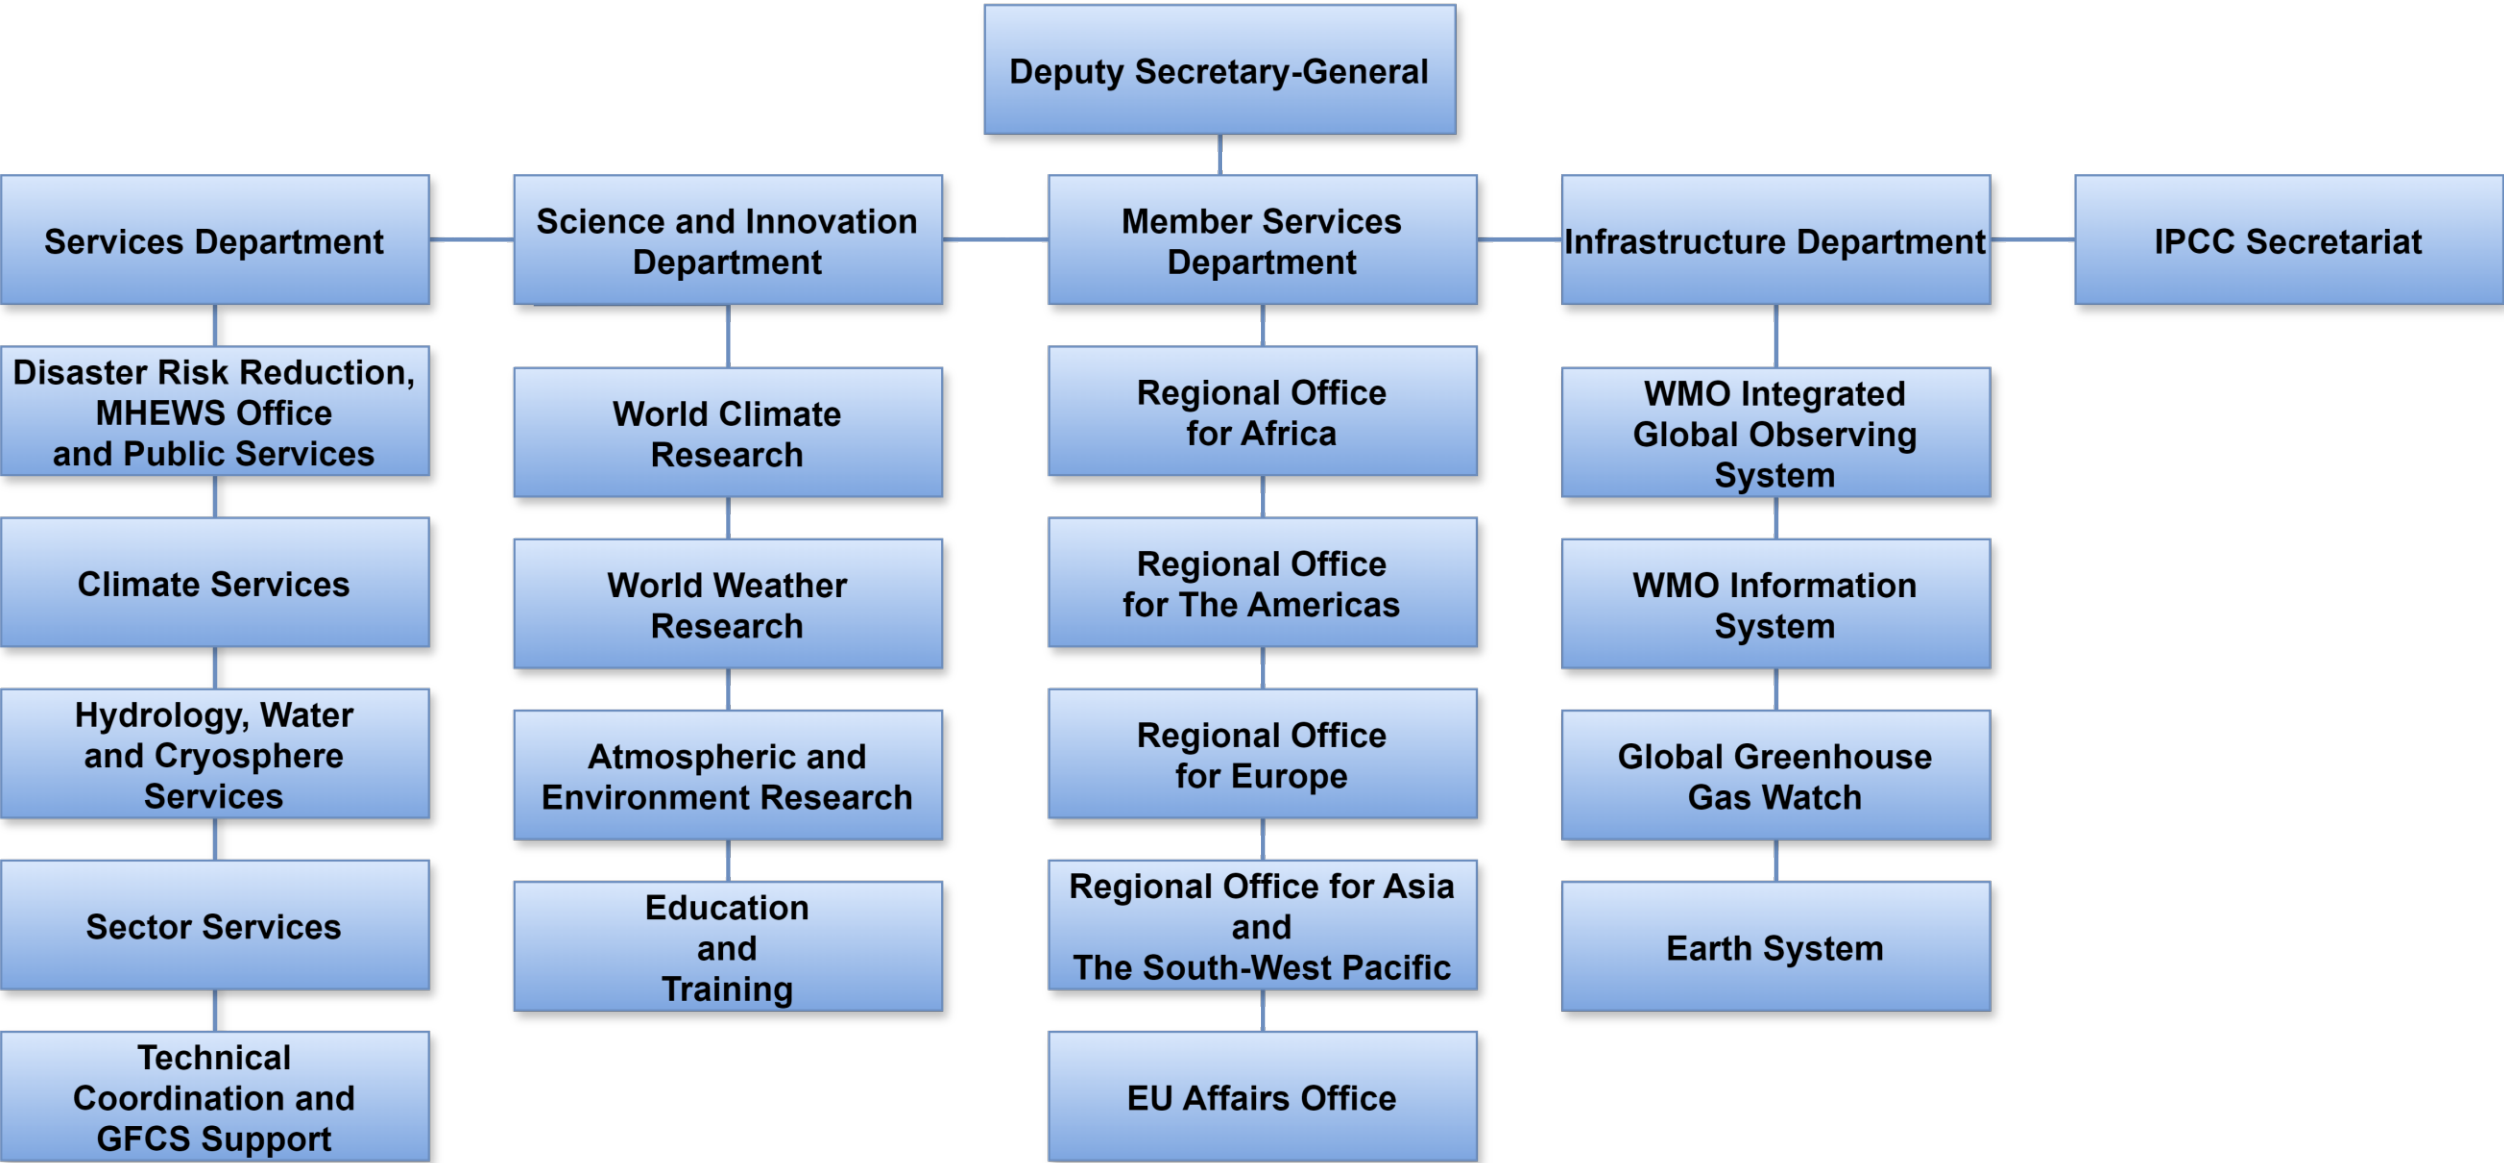 Deputy Secretary-General
Services Department
Science and Innovation
Department
Member Services
Department
Infrastructure Department
IPCC Secretariat
Disaster Risk Reduction,
MHEWS Office
and Public Services
Climate Services
Hydrology, Water
and Cryosphere
Services
Sector Services
Technical
Coordination and
GFCS Support
World Climate
Research
World Weather
Research
Atmospheric and
Environment Research
Education
and
Training
Regional Office
for Africa
Regional Office
for The Americas
Regional Office
for Europe
Regional Office for Asia
and
The South-West Pacific
EU Affairs Office
WMO Integrated
Global Observing
System
WMO Information
System
Global Greenhouse
Gas Watch
Earth System